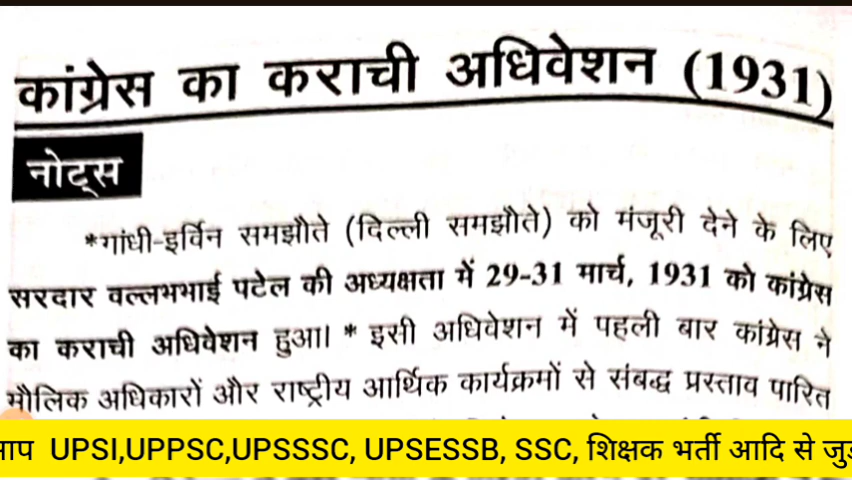 कांग्रेस का कराची अधिवेशन (1931)
नोट्स
*गांधी-इर्विन समझौते (दिल्ली समझौते) को मंजूरी देने के लिए
सरदार वल्लभभाई पटेल की अध्यक्षता में 29-31 मार्च, 1931 को कांग्रेस
का कराची अधिवेशन हुआ। * इसी अधिवेशन में पहली बार कांग्रेस ने
मौलिक अधिकारों और राष्ट्रीय आर्थिक कार्यक्रमों से संबद्ध प्रस्ताव पारित
UPSI,UPPSC,UPSSSC, UPSESSB, SSC, शिक्षक भर्ती आदि से